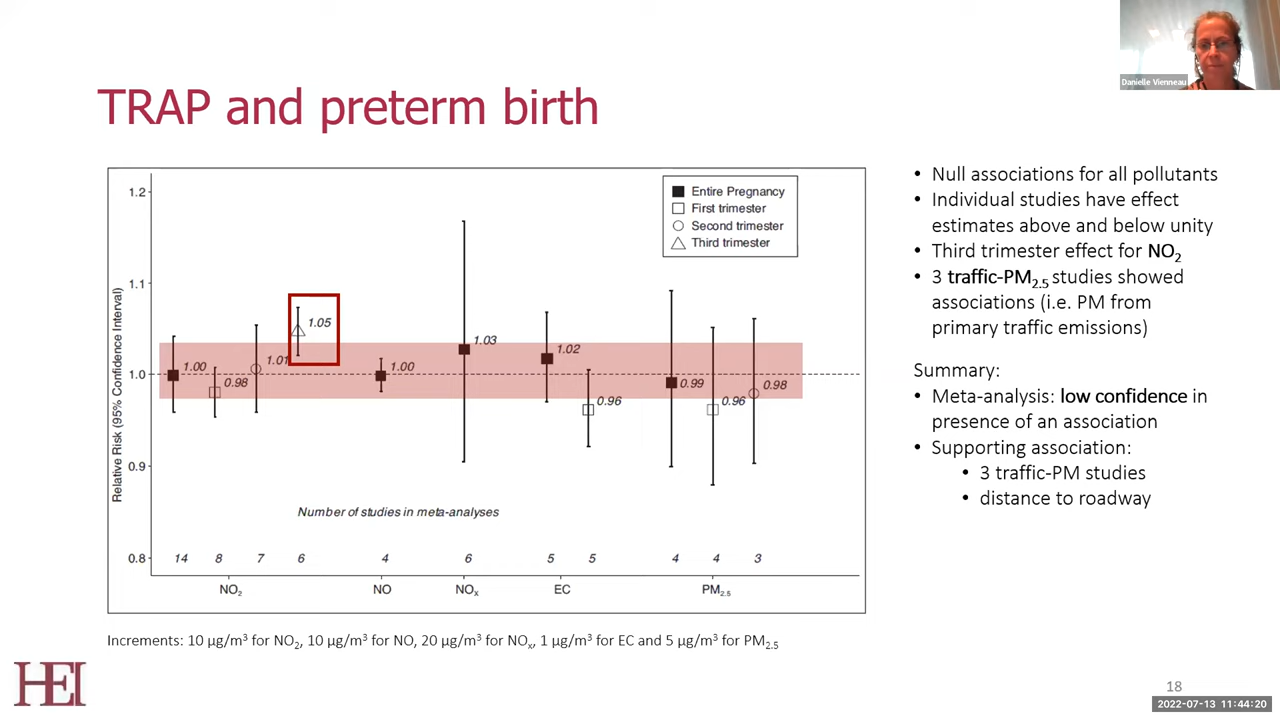 Danielle Vienneau
TRAP and preterm birth
1.2
1.1
1.0
0.9
0.8
Relative Risk (95% Confidence Interval)
Entire Pregnancy
First trimester
Second trimester
Third trimester
1.00
0.98
1.01
1.05
1.00
1.03
1.02
0.96
0.99
0.96
0.98
Number of studies in meta-analyses
14 8 7 6 4 6 5 5 4 4 3
NO₂ NO NOₓ EC PM₂.₅
Increments: 10 µg/m³ for NO₂, 10 µg/m³ for NO, 20 µg/m³ for NOₓ, 1 µg/m³ for EC and 5 µg/m³ for PM₂.₅
• Null associations for all pollutants
• Individual studies have effect
estimates above and below unity
• Third trimester effect for NO₂
• 3 traffic-PM₂.₅ studies showed
associations (i.e. PM from
primary traffic emissions)
Summary:
• Meta-analysis: low confidence in
presence of an association
• Supporting association:
• 3 traffic-PM studies
• distance to roadway
HEI
18
2022-07-13 11:44:20